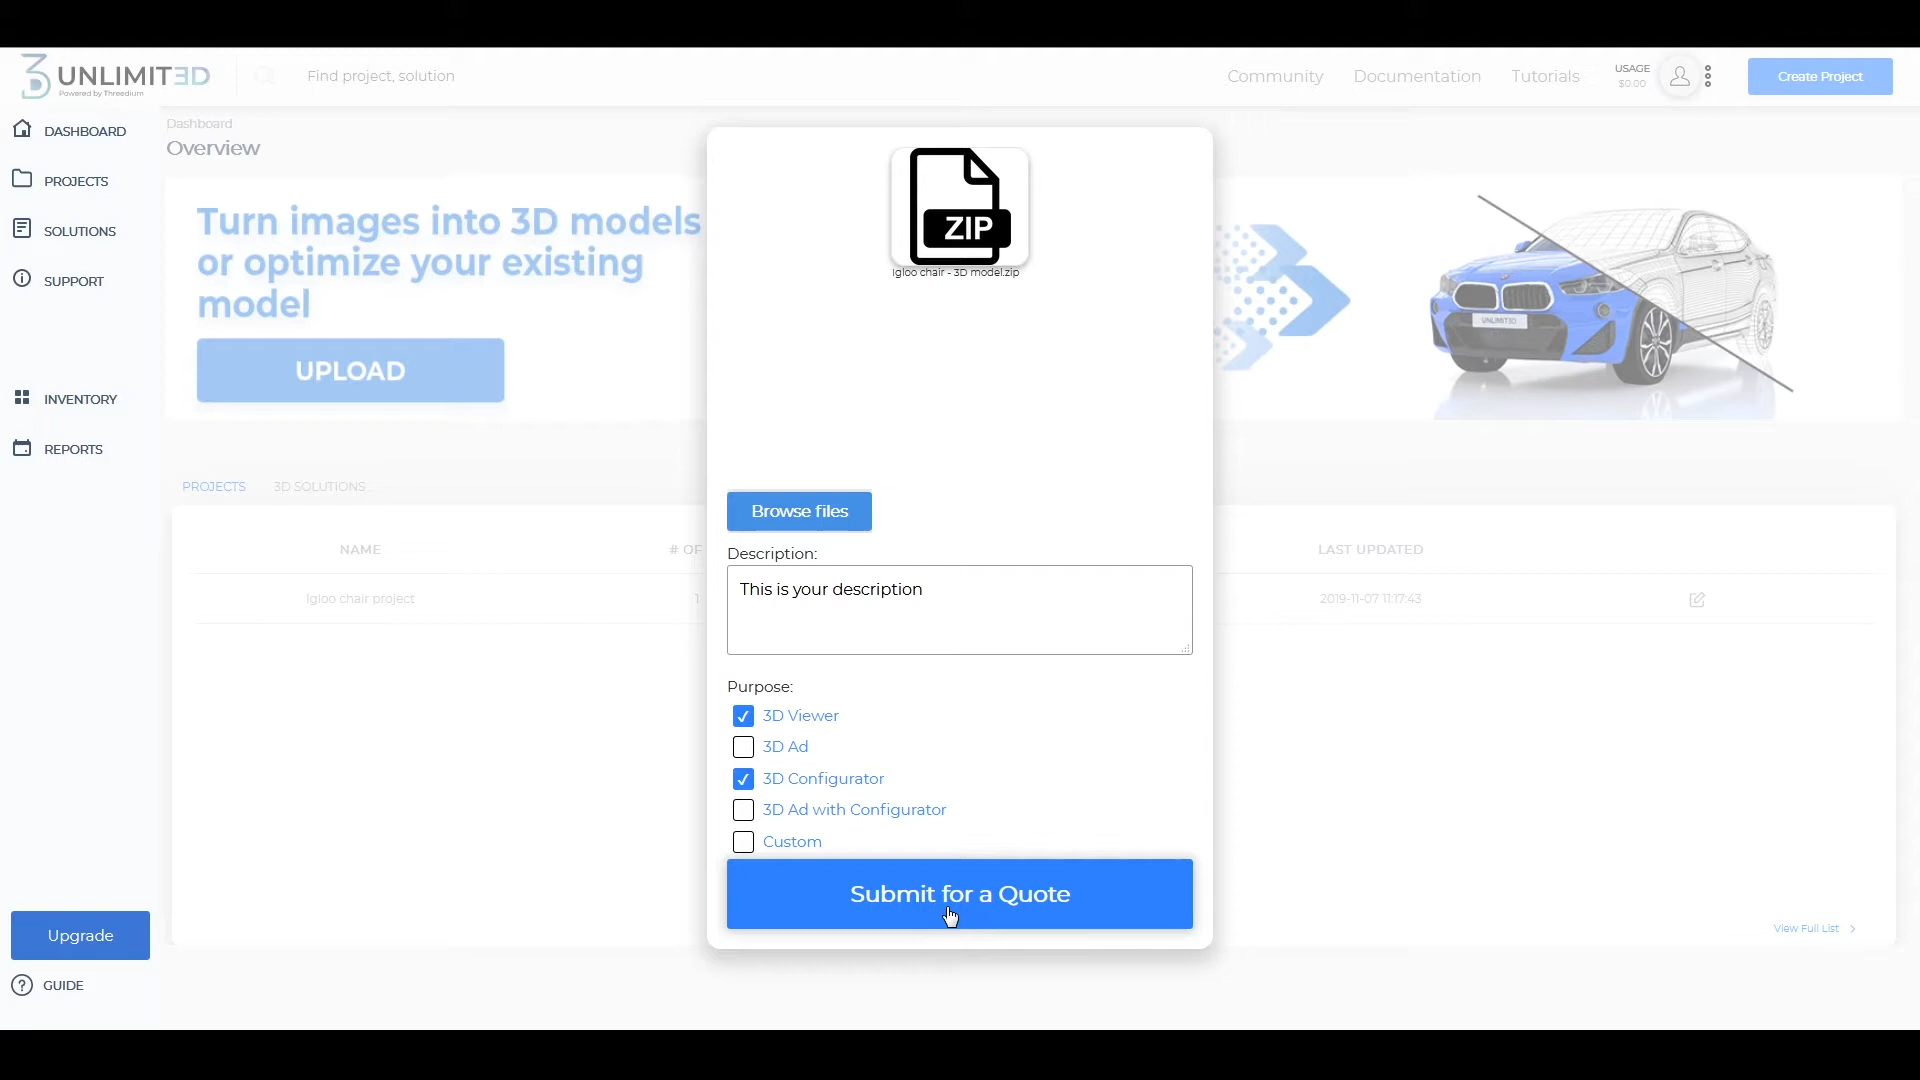 UNLIMIT3D
Powered by Threedium
Find project, solution
Community
Documentation
Tutorials
USAGE
$0.00
Create Project
DASHBOARD
PROJECTS
SOLUTIONS
SUPPORT
INVENTORY
REPORTS
Upgrade
GUIDE
Dashboard
Overview
Turn images into 3D models
or optimize your existing
model
UPLOAD
UNLIMIT3D
PROJECTS
3D SOLUTIONS
NAME
# OF
LAST UPDATED
Igloo chair project
1
2019-11-07 11:17:43
View Full List
ZIP
Igloo chair - 3D model.zip
Browse files
Description:
This is your description
Purpose:
3D Viewer
3D Ad
3D Configurator
3D Ad with Configurator
Custom
Submit for a Quote